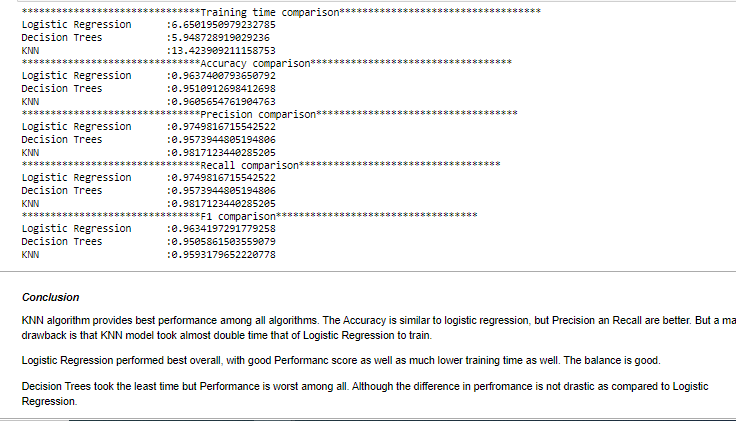 *******************************Training time comparison***********************************
Logistic Regression :6.6501950979232785
Decision Trees :5.948728919029236
KNN :13.423909211158753
*******************************Accuracy comparison***********************************
Logistic Regression :0.9637400793650792
Decision Trees :0.9510912698412698
KNN :0.9605654761904763
*******************************Precision comparison***********************************
Logistic Regression :0.9749816715542522
Decision Trees :0.9573944805194806
KNN :0.9817123440285205
*******************************Recall comparison***********************************
Logistic Regression :0.9749816715542522
Decision Trees :0.9573944805194806
KNN :0.9817123440285205
*******************************F1 comparison***********************************
Logistic Regression :0.9634197291779258
Decision Trees :0.9505861503559079
KNN :0.9593179652220778
Conclusion
KNN algorithm provides best performance among all algorithms. The Accuracy is similar to logistic regression, but Precision an Recall are better. But a ma
drawback is that KNN model took almost double time that of Logistic Regression to train.
Logistic Regression performed best overall, with good Performanc score as well as much lower training time as well. The balance is good.
Decision Trees took the least time but Performance is worst among all. Although the difference in perfromance is not drastic as compared to Logistic
Regression.